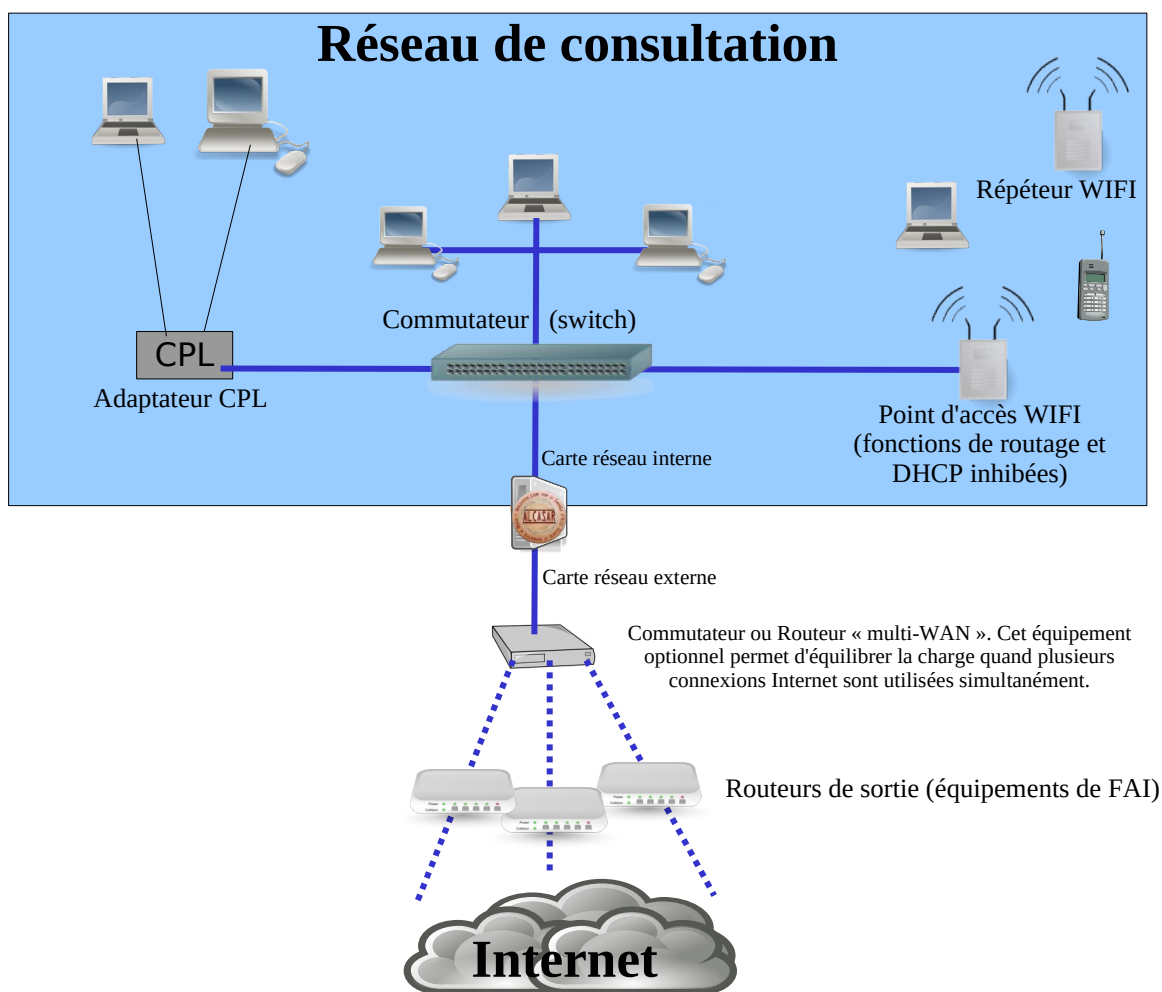 Réseau de consultation
Répéteur WIFI
Commutateur (switch)
CPL
Adaptateur CPL
Point d'accès WIFI
(fonctions de routage et
DHCP inhibées)
Carte réseau interne
ALCASAR
Carte réseau externe
Commutateur ou Routeur « multi-WAN ». Cet équipement
optionnel permet d'équilibrer la charge quand plusieurs
connexions Internet sont utilisées simultanément.
Routeurs de sortie (équipements de FAI)
Internet